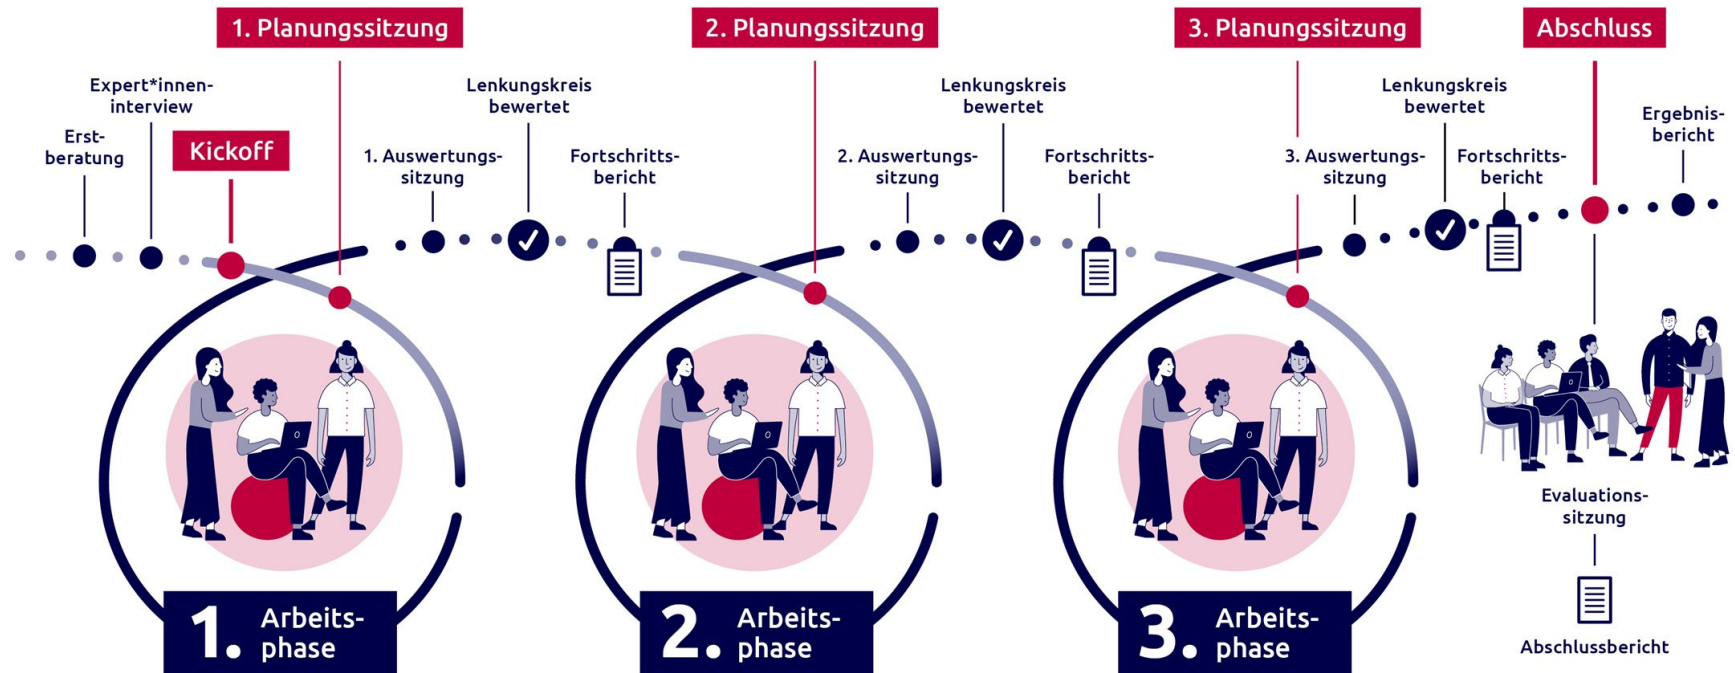 1. Planungssitzung
2. Planungssitzung
3. Planungssitzung
Abschluss
Erst-
beratung
Expert*innen-
interview
Kickoff
1. Auswertungs-
sitzung
Lenkungskreis
bewertet
Fortschritts-
bericht
2. Auswertungs-
sitzung
Lenkungskreis
bewertet
Fortschritts-
bericht
3. Auswertungs-
sitzung
Lenkungskreis
bewertet
Fortschritts-
bericht
Ergebnis-
bericht
1. Arbeits-
phase
2. Arbeits-
phase
3. Arbeits-
phase
Evaluations-
sitzung
Abschlussbericht